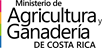 Ministerio de
Agricultura y
Ganadería
DE COSTA RICA